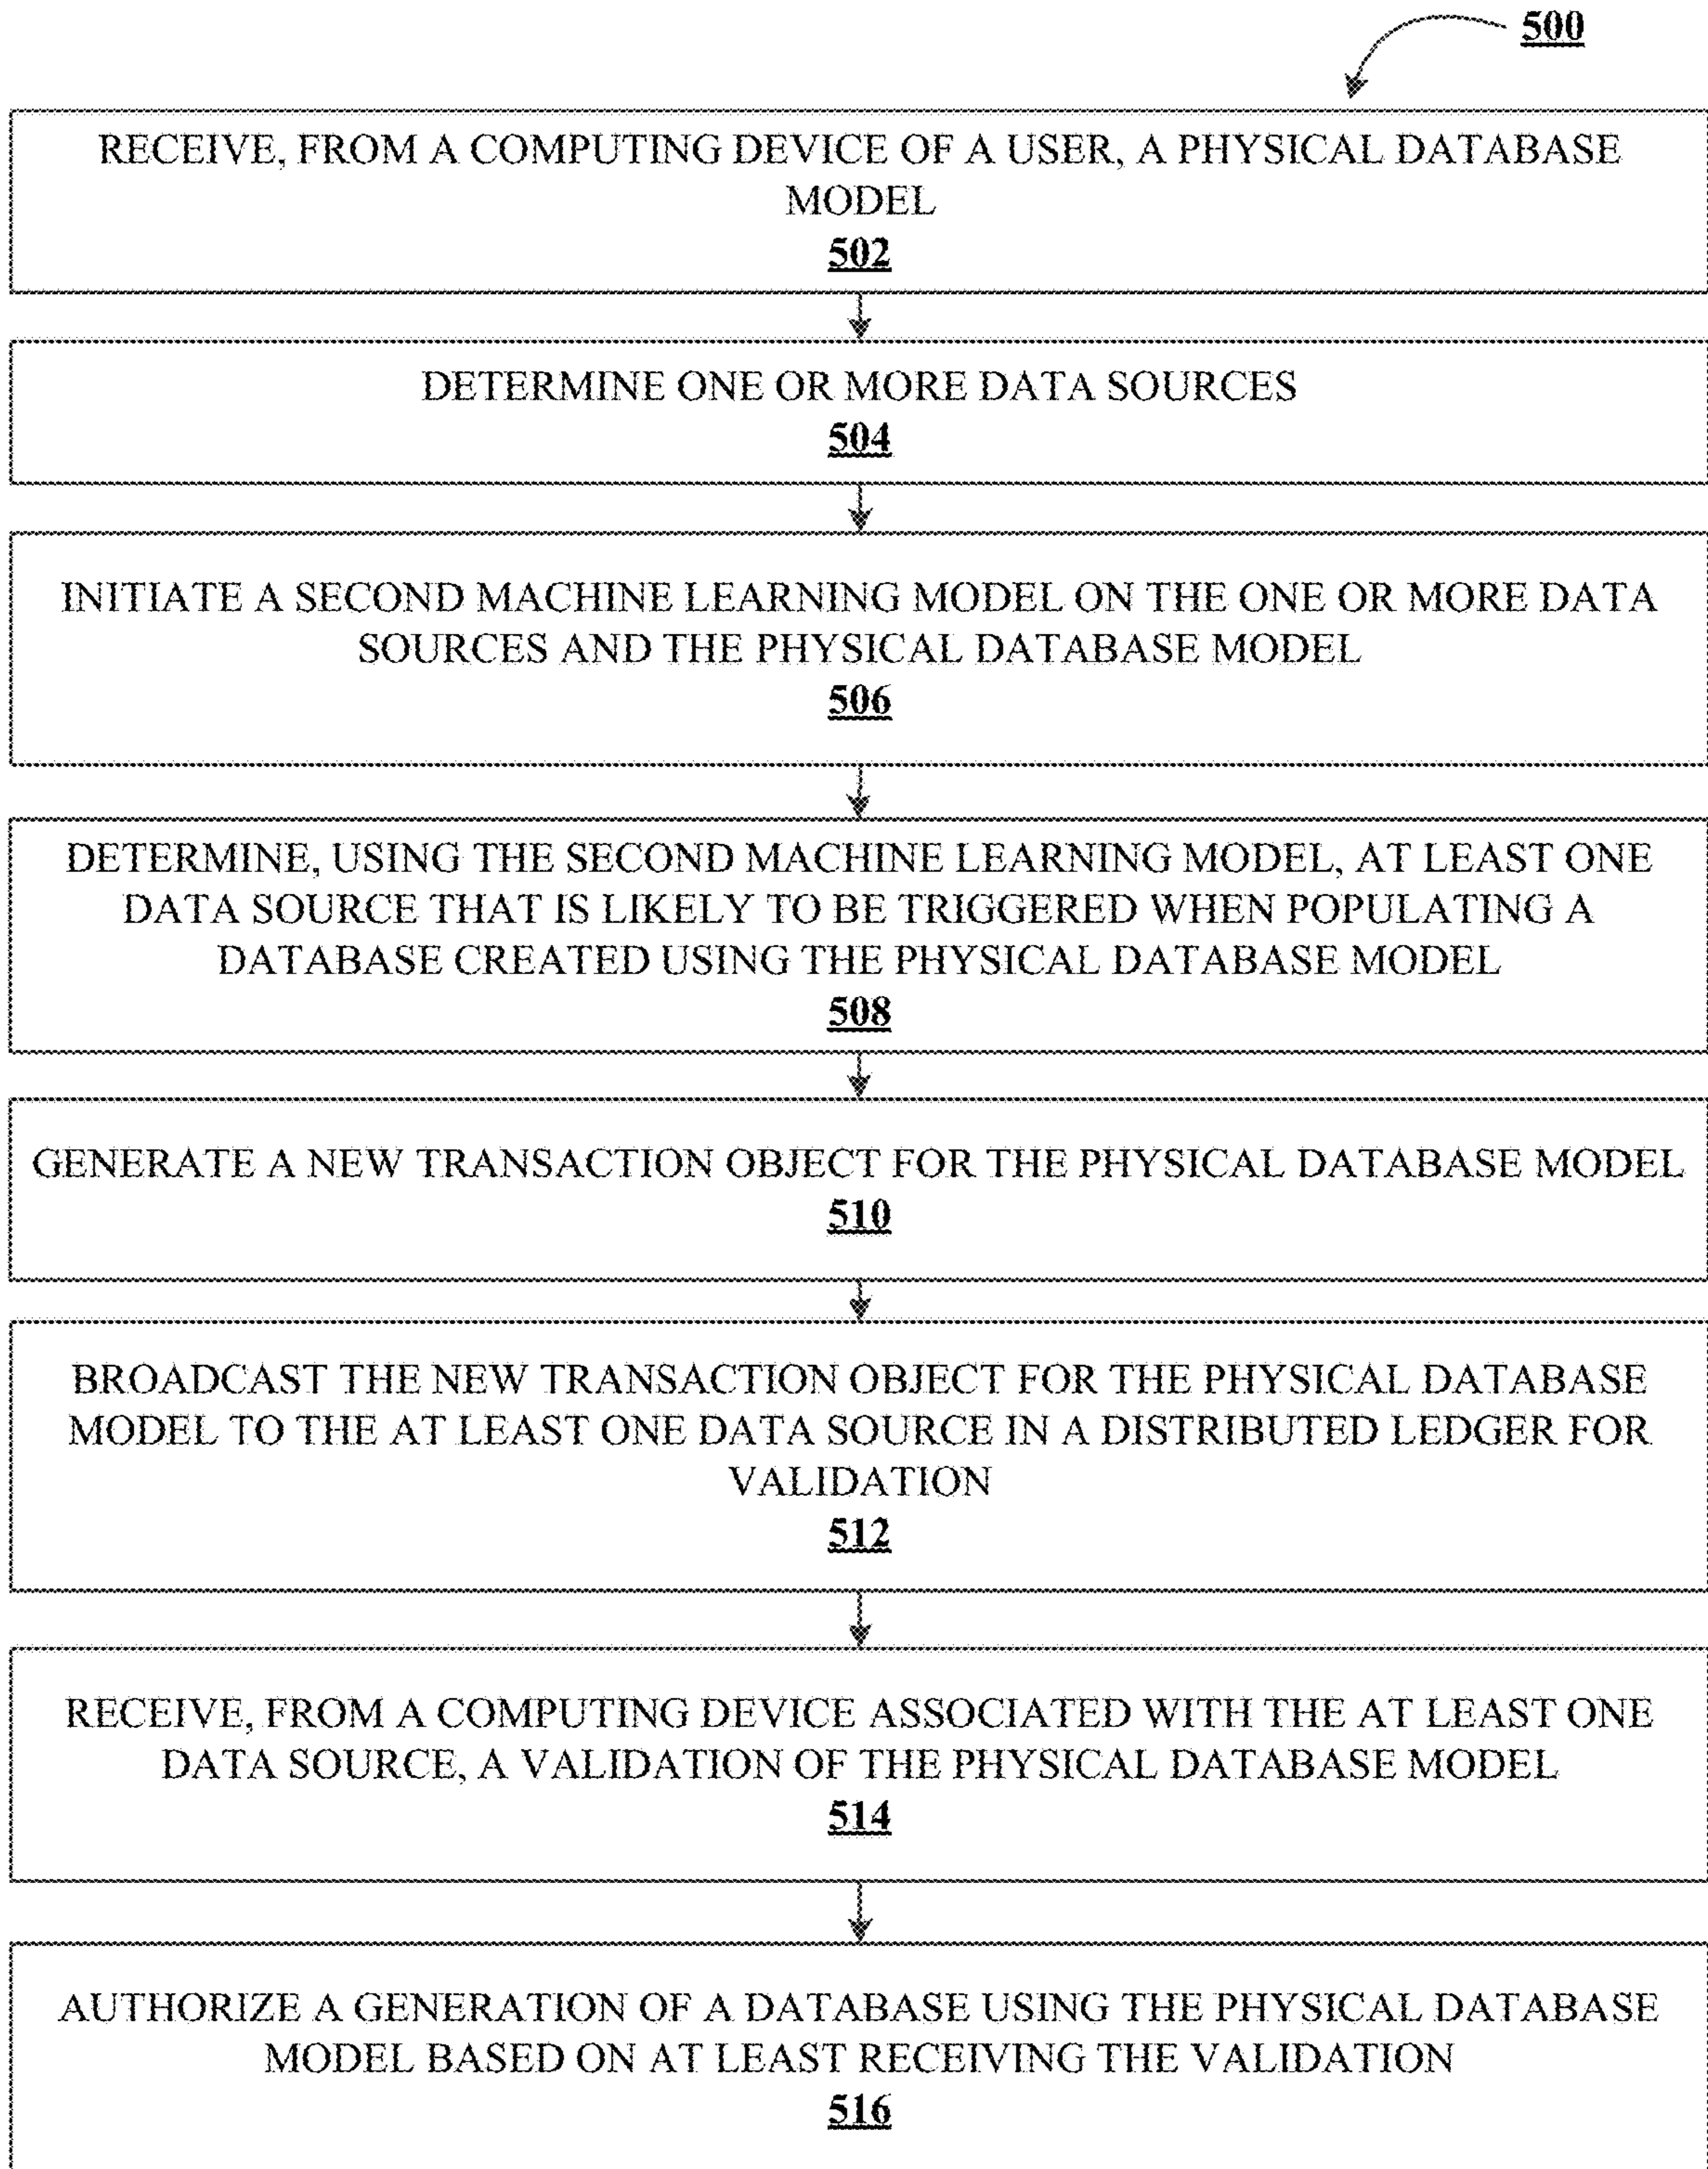 500
RECEIVE, FROM A COMPUTING DEVICE OF A USER, A PHYSICAL DATABASE
MODEL
502
DETERMINE ONE OR MORE DATA SOURCES
504
INITIATE A SECOND MACHINE LEARNING MODEL ON THE ONE OR MORE DATA
SOURCES AND THE PHYSICAL DATABASE MODEL
506
DETERMINE, USING THE SECOND MACHINE LEARNING MODEL, AT LEAST ONE
DATA SOURCE THAT IS LIKELY TO BE TRIGGERED WHEN POPULATING A
DATABASE CREATED USING THE PHYSICAL DATABASE MODEL
508
GENERATE A NEW TRANSACTION OBJECT FOR THE PHYSICAL DATABASE MODEL
510
BROADCAST THE NEW TRANSACTION OBJECT FOR THE PHYSICAL DATABASE
MODEL TO THE AT LEAST ONE DATA SOURCE IN A DISTRIBUTED LEDGER FOR
VALIDATION
512
RECEIVE, FROM A COMPUTING DEVICE ASSOCIATED WITH THE AT LEAST ONE
DATA SOURCE, A VALIDATION OF THE PHYSICAL DATABASE MODEL
514
AUTHORIZE A GENERATION OF A DATABASE USING THE PHYSICAL DATABASE
MODEL BASED ON AT LEAST RECEIVING THE VALIDATION
516